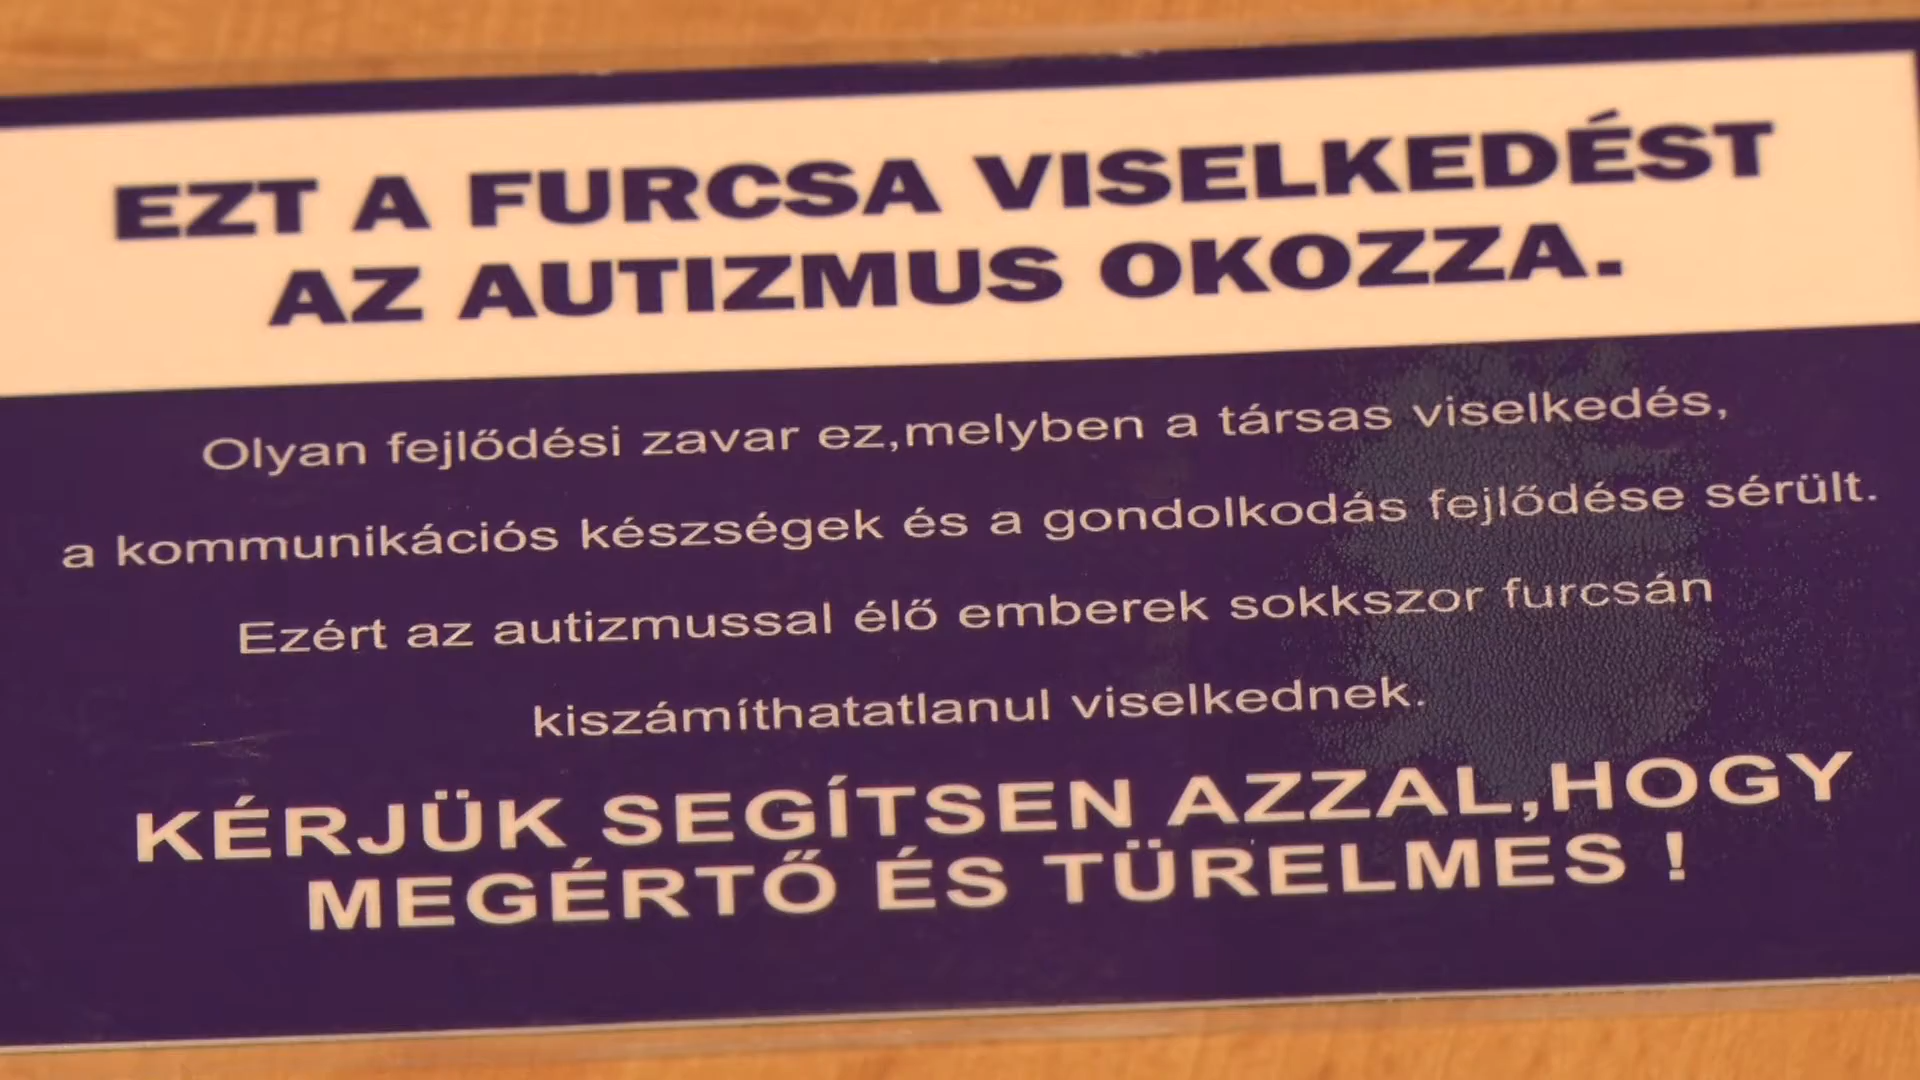 EZT A FURCSA VISELKEDÉST
AZ AUTIZMUS OKOZZA.
Olyan fejlődési zavar ez,melyben a társas viselkedés,
a kommunikációs készségek és a gondolkodás fejlődése sérült.
Ezért az autizmussal élő emberek sokkszor furcsán
kiszámíthatatlanul viselkednek.
KÉRJÜK SEGÍTSEN AZZAL,HOGY
MEGÉRTŐ ÉS TÜRELMES !